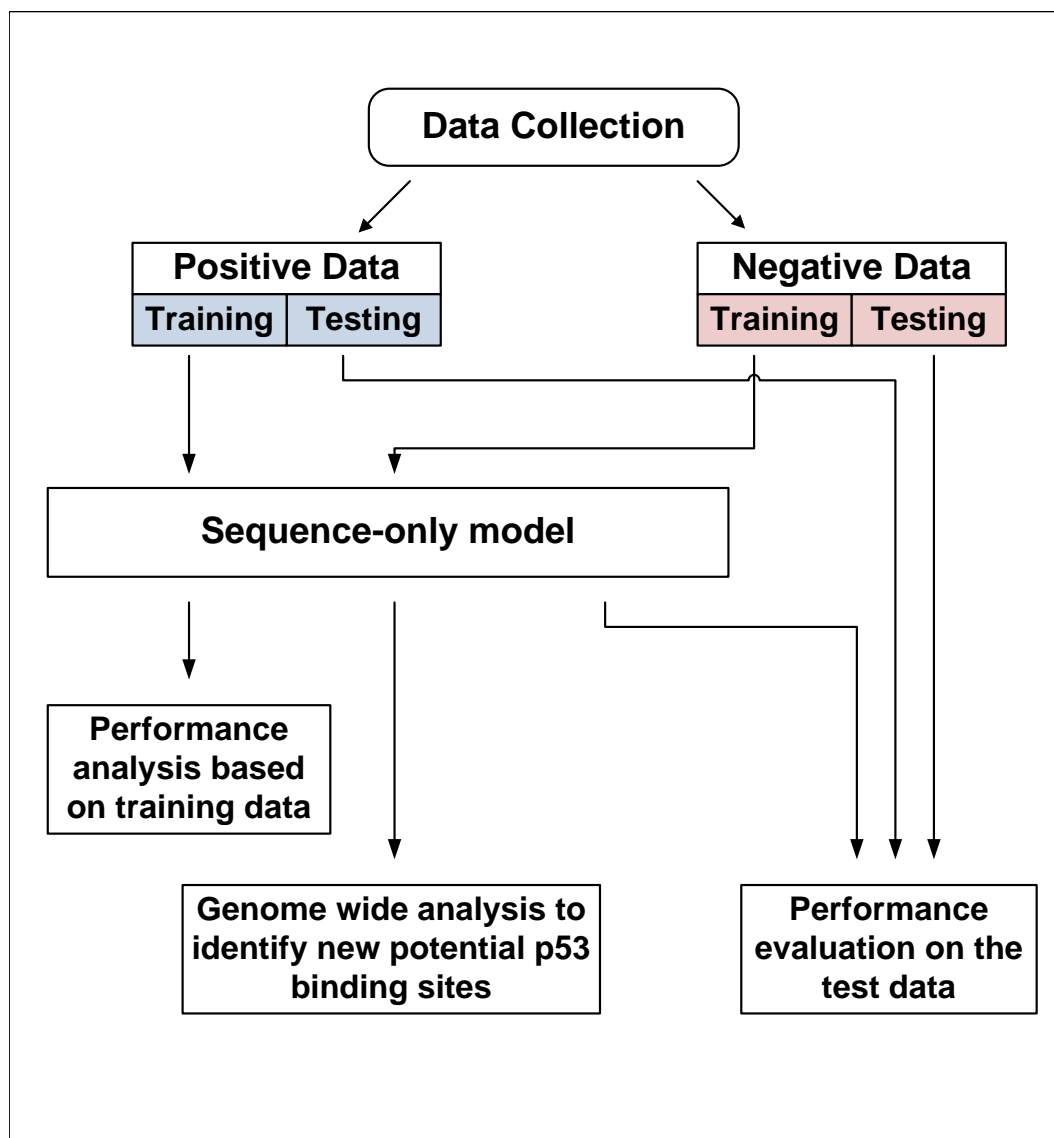 Data Collection
Positive Data
Training
Testing
Negative Data
Training
Testing
Sequence-only model
Performance
analysis based
on training data
Genome wide analysis to
identify new potential p53
binding sites
Performance
evaluation on the
test data